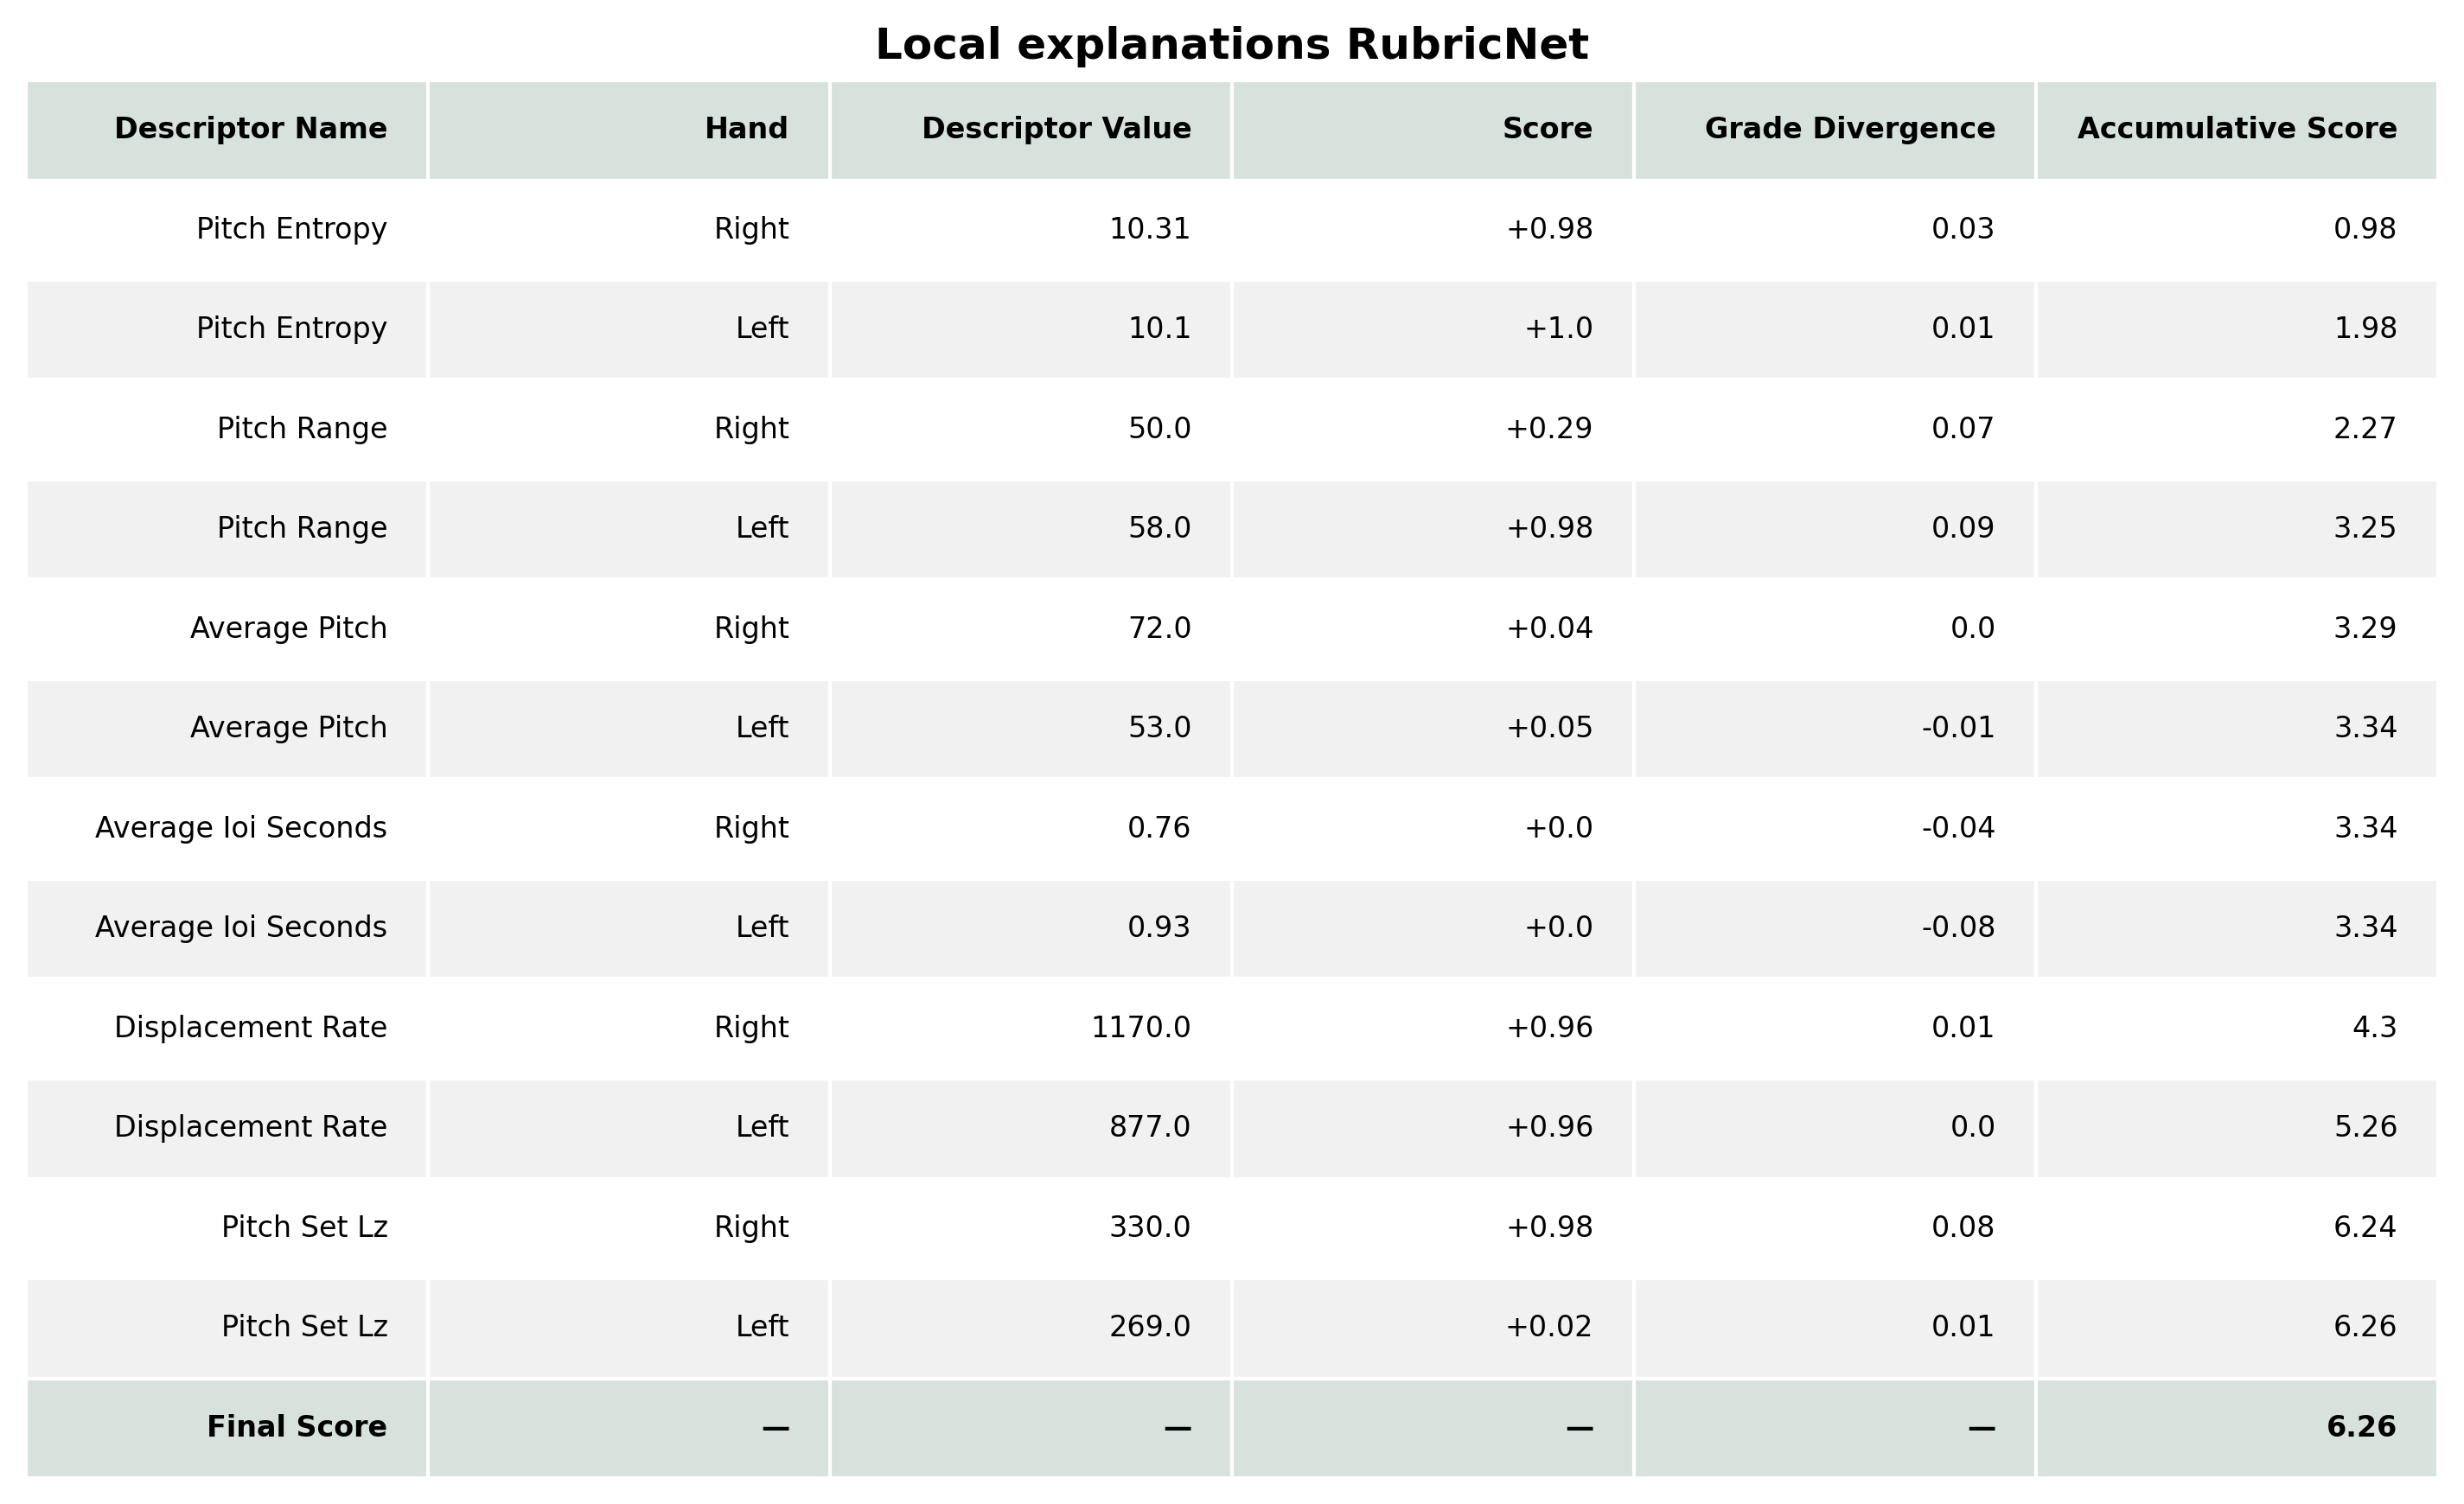 Local explanations RubricNet
Descriptor Name Hand Descriptor Value Score Grade Divergence Accumulative Score
Pitch Entropy Right 10.31 +0.98 0.03 0.98
Pitch Entropy Left 10.1 +1.0 0.01 1.98
Pitch Range Right 50.0 +0.29 0.07 2.27
Pitch Range Left 58.0 +0.98 0.09 3.25
Average Pitch Right 72.0 +0.04 0.0 3.29
Average Pitch Left 53.0 +0.05 -0.01 3.34
Average Ioi Seconds Right 0.76 +0.0 -0.04 3.34
Average Ioi Seconds Left 0.93 +0.0 -0.08 3.34
Displacement Rate Right 1170.0 +0.96 0.01 4.3
Displacement Rate Left 877.0 +0.96 0.0 5.26
Pitch Set Lz Right 330.0 +0.98 0.08 6.24
Pitch Set Lz Left 269.0 +0.02 0.01 6.26
Final Score — — — — 6.26